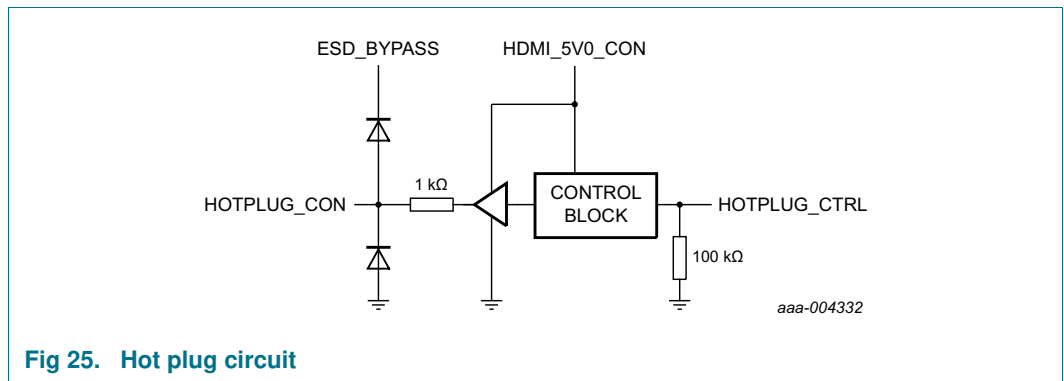 ESD_BYPASS
HDMI_5V0_CON
1 kΩ
HOTPLUG_CON
CONTROL
BLOCK
HOTPLUG_CTRL
100 kΩ
aaa-004332
Fig 25. Hot plug circuit